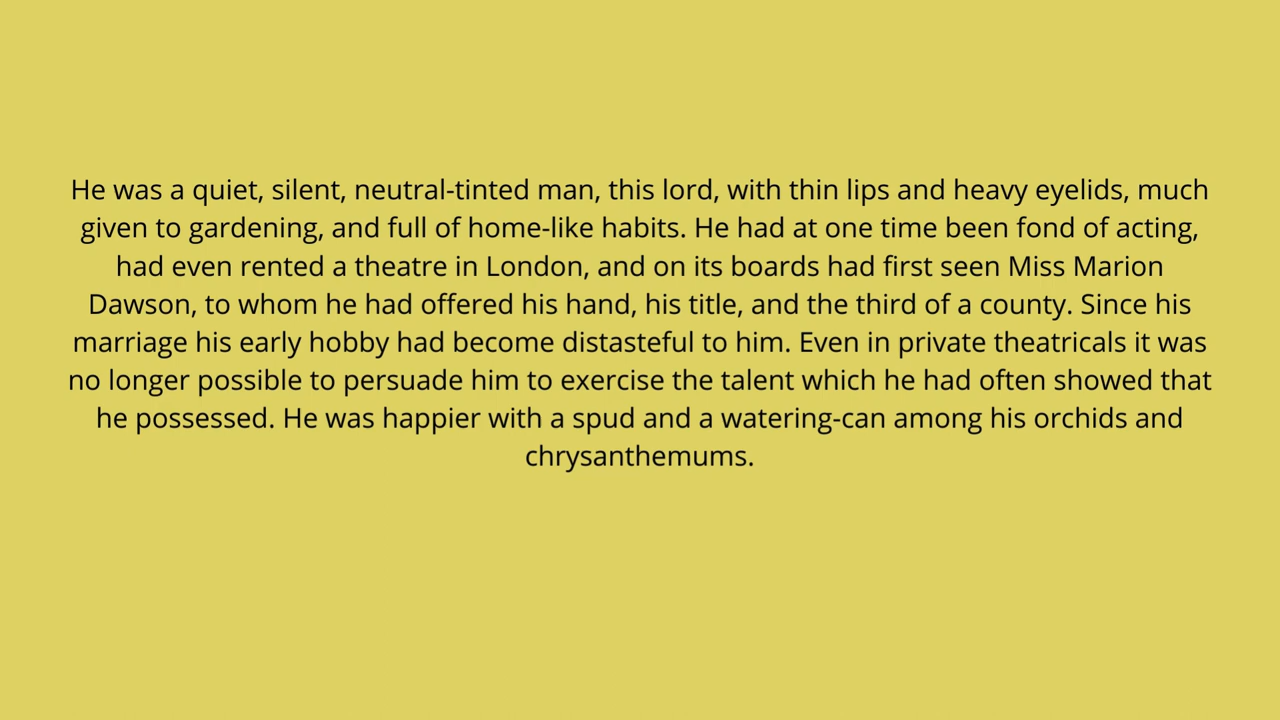 He was a quiet, silent, neutral-tinted man, this lord, with thin lips and heavy eyelids, much
given to gardening, and full of home-like habits. He had at one time been fond of acting,
had even rented a theatre in London, and on its boards had first seen Miss Marion
Dawson, to whom he had offered his hand, his title, and the third of a county. Since his
marriage his early hobby had become distasteful to him. Even in private theatricals it was
no longer possible to persuade him to exercise the talent which he had often showed that
he possessed. He was happier with a spud and a watering-can among his orchids and
chrysanthemums.